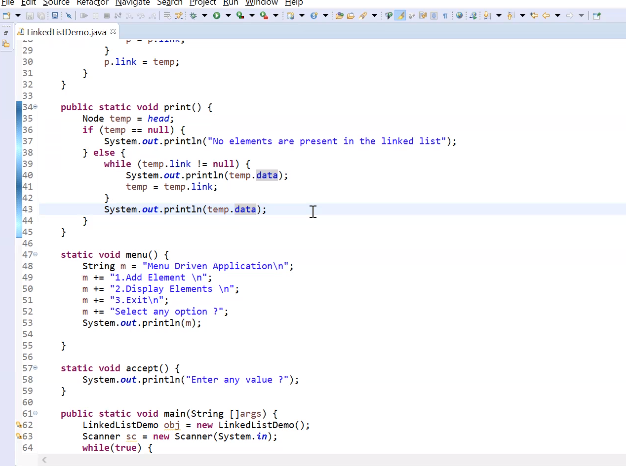 File Edit Source Refactor Navigate Search Project Run Window Help
LinkedListDemo.java
28 p = p.link;
29 }
30 p.link = temp;
31 }
32 }
33
34 public static void print() {
35 Node temp = head;
36 if (temp == null) {
37 System.out.println("No elements are present in the linked list");
38 } else {
39 while (temp.link != null) {
40 System.out.println(temp.data);
41 temp = temp.link;
42 }
43 System.out.println(temp.data);
44 }
45 }
46
47 static void menu() {
48 String m = "Menu Driven Application\n";
49 m += "1.Add Element \n";
50 m += "2.Display Elements \n";
51 m += "3.Exit\n";
52 m += "Select any option ?";
53 System.out.println(m);
54
55 }
56
57 static void accept() {
58 System.out.println("Enter any value ?");
59 }
60
61 public static void main(String []args) {
62 LinkedListDemo obj = new LinkedListDemo();
63 Scanner sc = new Scanner(System.in);
64 while(true) {